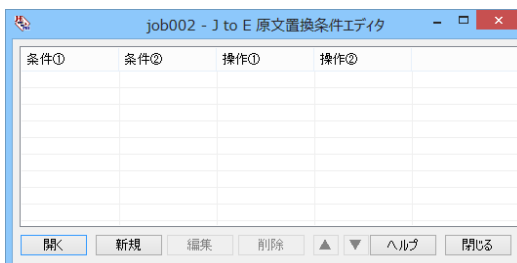 job002 - J to E 原文置換条件エディタ
条件① 条件② 操作① 操作②
開く 新規 編集 削除 ▲ ▼ ヘルプ 閉じる